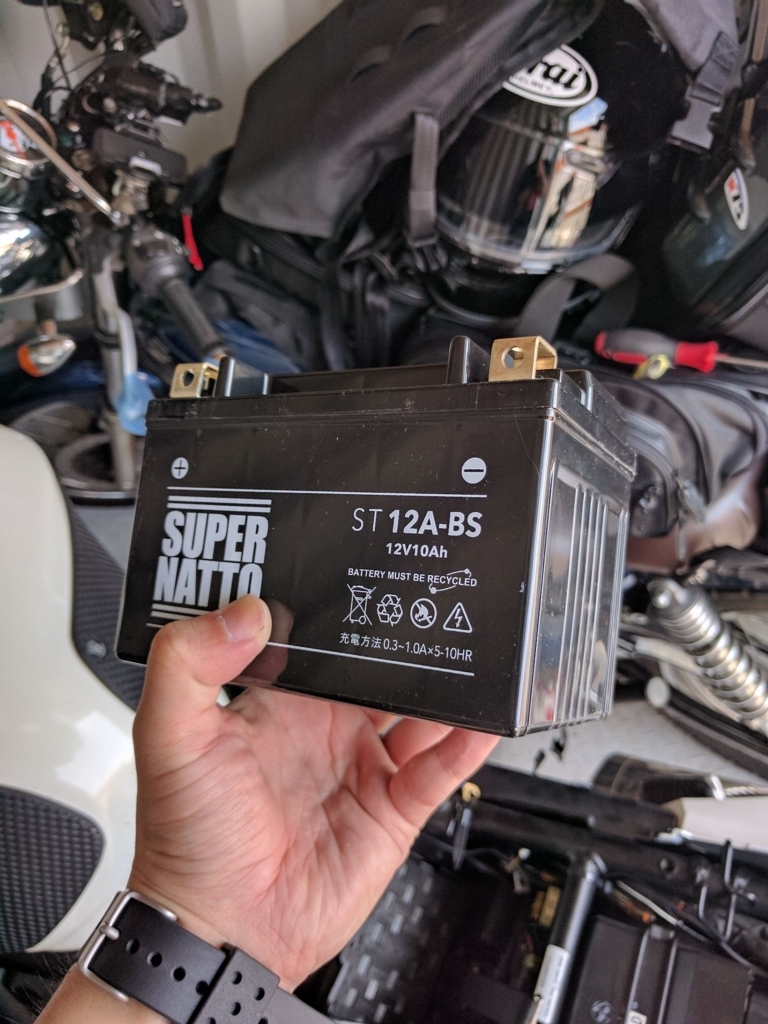 rai
+
−
SUPER
NATTO
ST 12A-BS
12V10Ah
BATTERY MUST BE RECYCLED
充電方法 0.3~1.0A×5-10HR